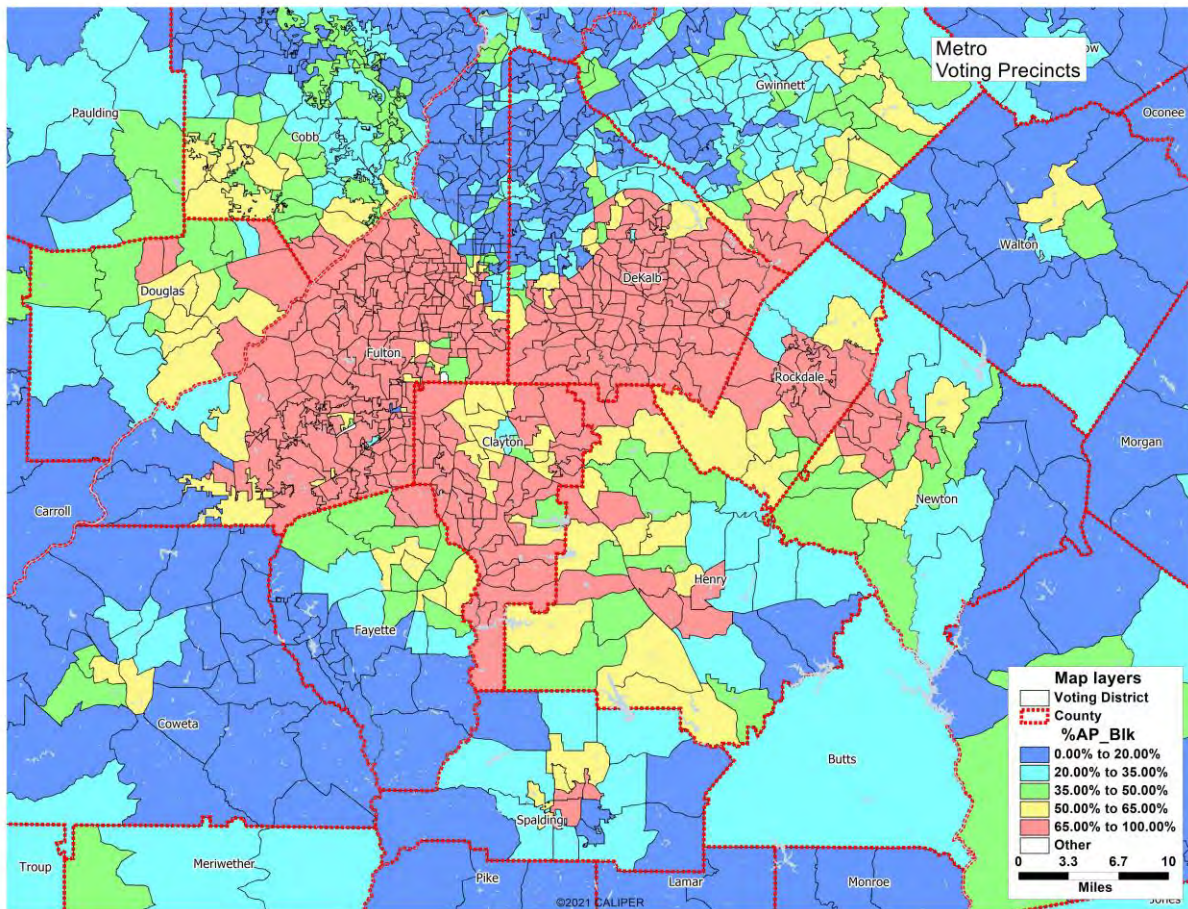 Metro
Voting Precincts
Gwinnett
Oconee
Paulding
Cobb
Walton
DeKalb
Douglas
Fulton
Rockdale
Clayton
Morgan
Newton
Carroll
Henry
Fayette
Coweta
Butts
Spalding
Troup
Meriwether
Pike
Lamar
Monroe
Jones
Map layers
Voting District
County
%AP_Blk
0.00% to 20.00%
20.00% to 35.00%
35.00% to 50.00%
50.00% to 65.00%
65.00% to 100.00%
Other
0 3.3 6.7 10
Miles
©2021 CALIPER